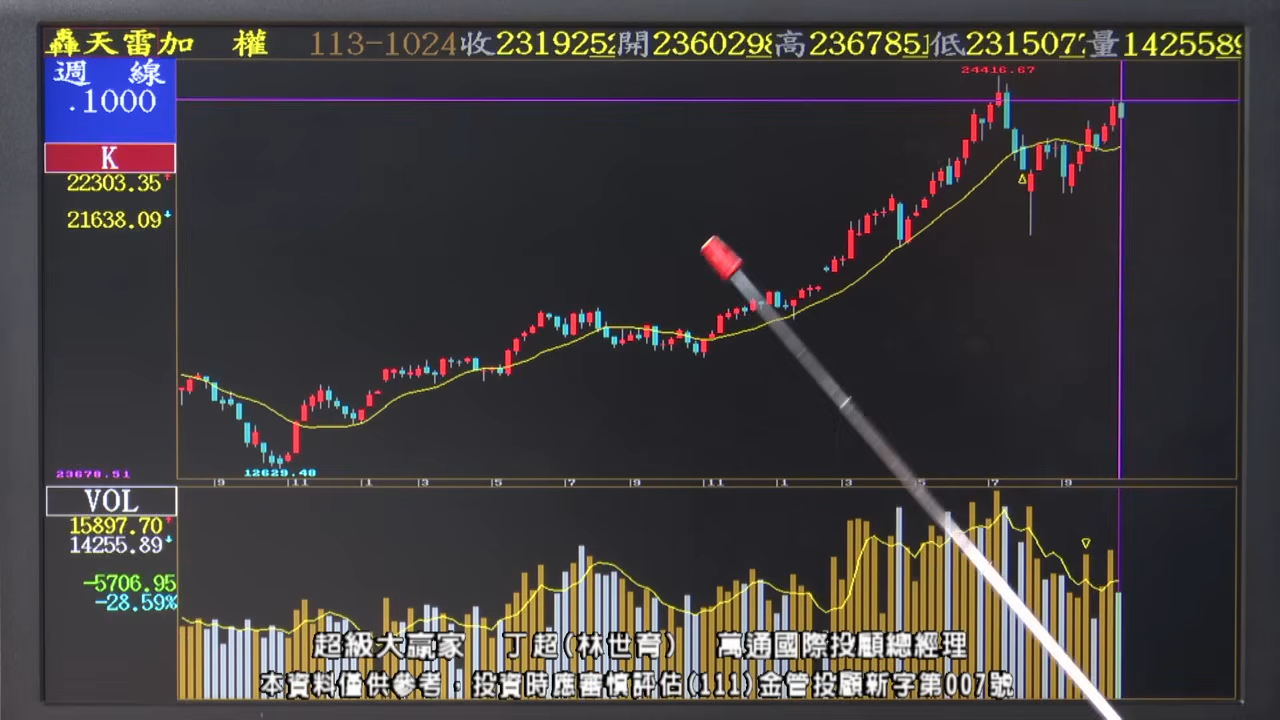 轟天雷加 權 113-1024收2319252開2360298高2367851低2315077量1425589
週 線
.1000
24416.67
K
22303.35
21638.09
23678.51
12629.48
9 11 1 3 5 7 9 11 1 3 5 7 9
VOL
15897.70
14255.89
-5706.95
-28.59%
超級大贏家 丁超(林世育) 萬通國際投顧總經理
本資料僅供參考。投資時應審慎評估(111)金管投顧新字第007號